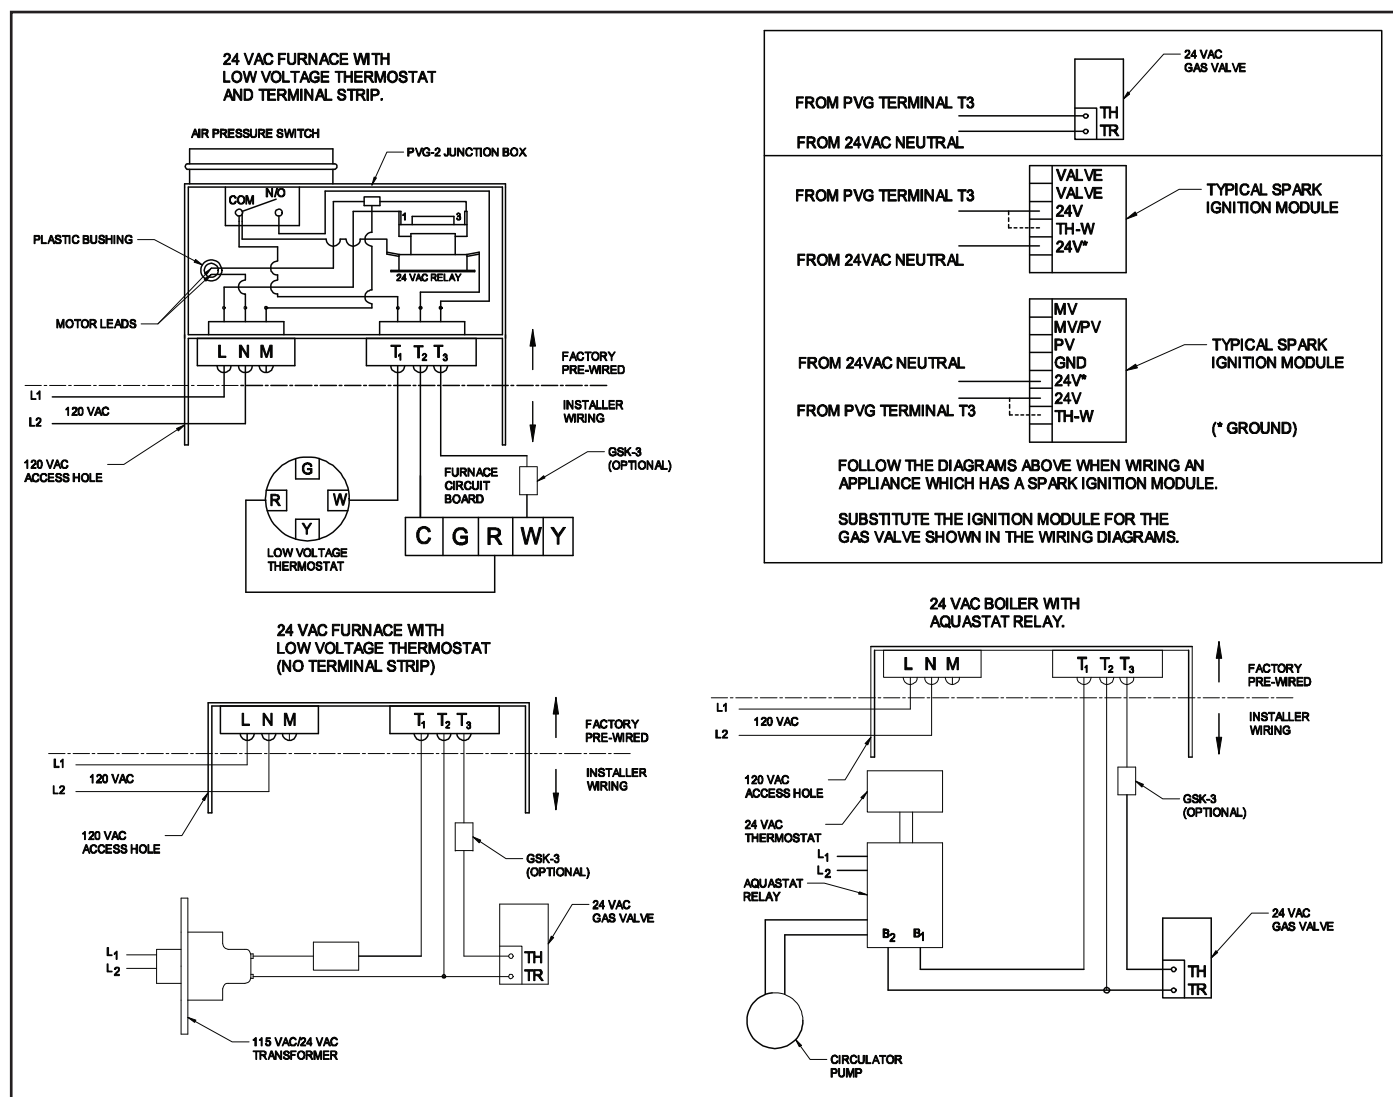 24 VAC FURNACE WITH
LOW VOLTAGE THERMOSTAT
AND TERMINAL STRIP.
AIR PRESSURE SWITCH
PVG-2 JUNCTION BOX
COM
N/O
1
3
PLASTIC BUSHING
24 VAC RELAY
MOTOR LEADS
L N M
T1 T2 T3
FACTORY
PRE-WIRED
L1
120 VAC
L2
INSTALLER
WIRING
120 VAC
ACCESS HOLE
GSK-3
(OPTIONAL)
FURNACE
CIRCUIT
BOARD
G
R
W
Y
LOW VOLTAGE
THERMOSTAT
C G R W Y
24 VAC
GAS VALVE
FROM PVG TERMINAL T3
TH
FROM 24VAC NEUTRAL
TR
VALVE
VALVE
24V
TH-W
24V*
FROM PVG TERMINAL T3
FROM 24VAC NEUTRAL
TYPICAL SPARK
IGNITION MODULE
MV
MV/PV
PV
GND
24V*
24V
TH-W
FROM 24VAC NEUTRAL
FROM PVG TERMINAL T3
TYPICAL SPARK
IGNITION MODULE
(* GROUND)
FOLLOW THE DIAGRAMS ABOVE WHEN WIRING AN
APPLIANCE WHICH HAS A SPARK IGNITION MODULE.
SUBSTITUTE THE IGNITION MODULE FOR THE
GAS VALVE SHOWN IN THE WIRING DIAGRAMS.
24 VAC FURNACE WITH
LOW VOLTAGE THERMOSTAT
(NO TERMINAL STRIP)
L N M
T1 T2 T3
FACTORY
PRE-WIRED
L1
120 VAC
L2
INSTALLER
WIRING
120 VAC
ACCESS HOLE
GSK-3
(OPTIONAL)
24 VAC
GAS VALVE
L1
L2
TH
TR
115 VAC/24 VAC
TRANSFORMER
24 VAC BOILER WITH
AQUASTAT RELAY.
L N M
T1 T2 T3
FACTORY
PRE-WIRED
L1
120 VAC
L2
INSTALLER
WIRING
120 VAC
ACCESS HOLE
GSK-3
(OPTIONAL)
24 VAC
THERMOSTAT
L1
L2
AQUASTAT
RELAY
B2 B1
24 VAC
GAS VALVE
TH
TR
CIRCULATOR
PUMP